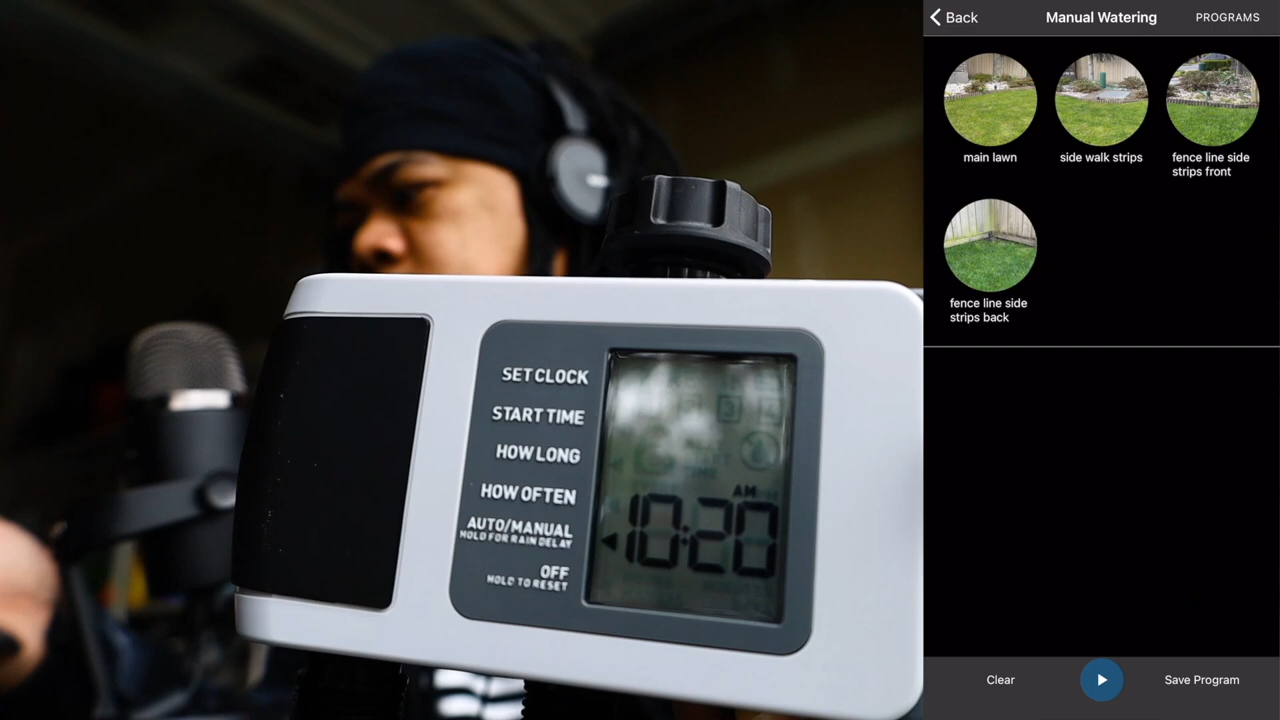 SET CLOCK
START TIME
HOW LONG
HOW OFTEN
AUTO/MANUAL
HOLD FOR RAIN DELAY
OFF
HOLD TO RESET
AM
10:20
Back
Manual Watering
PROGRAMS
main lawn
side walk strips
fence line side
strips front
fence line side
strips back
Clear
Save Program